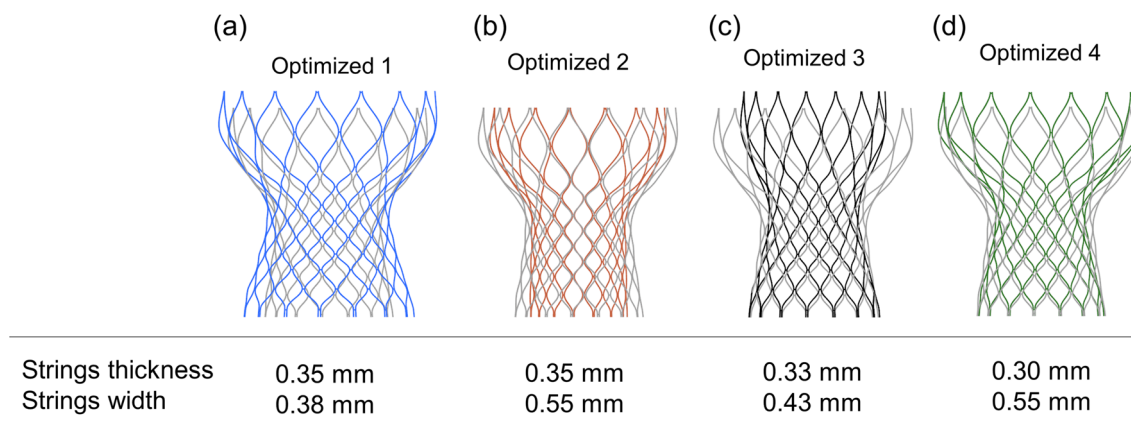 (a) (b) (c) (d)
Optimized 1 Optimized 2 Optimized 3 Optimized 4
Strings thickness 0.35 mm 0.35 mm 0.33 mm 0.30 mm
Strings width 0.38 mm 0.55 mm 0.43 mm 0.55 mm